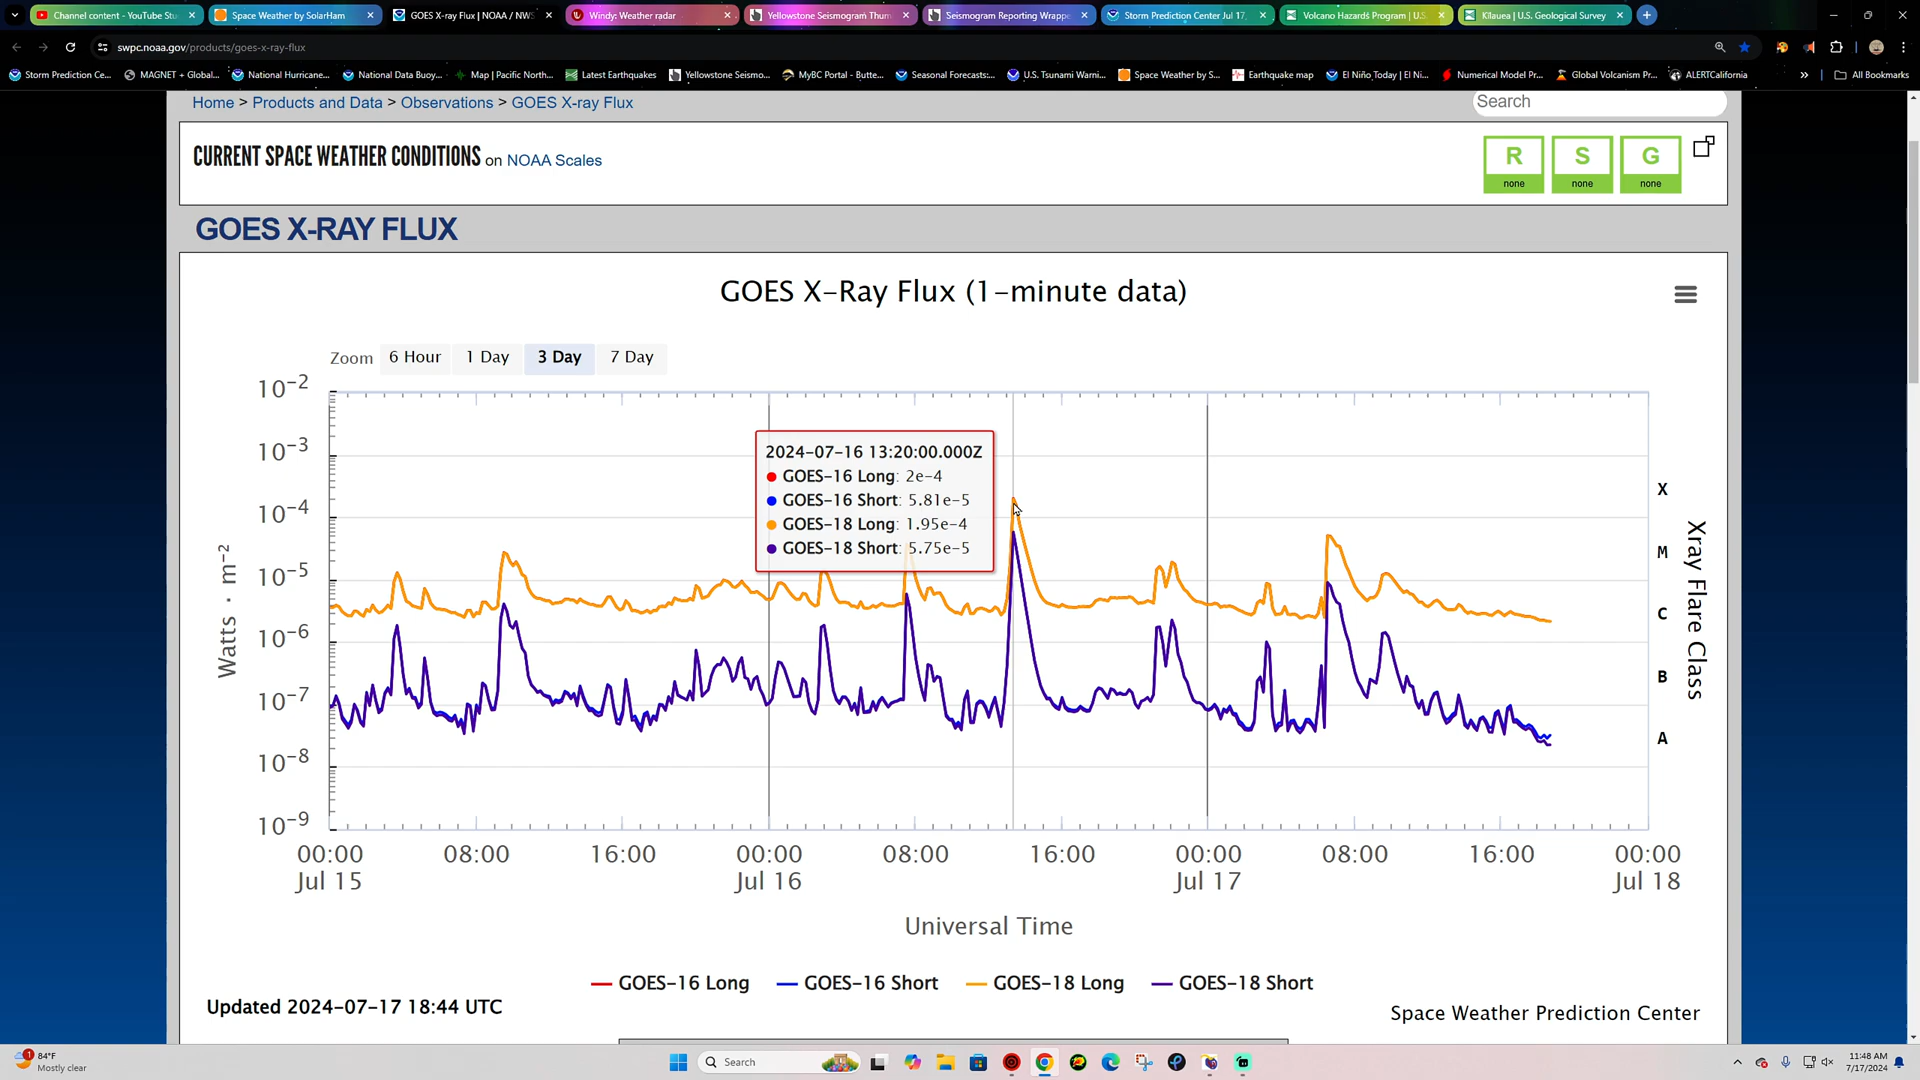 Channel content - YouTube Stu
Space Weather by SolarHam
GOES X-ray Flux | NOAA / NWS
Windy: Weather radar
Yellowstone Seismogram Thum
Seismogram Reporting Wrappe
Storm Prediction Center Jul 17,
Volcano Hazards Program | U.S.
Kīlauea | U.S. Geological Survey
swpc.noaa.gov/products/goes-x-ray-flux
Storm Prediction Ce...
MAGNET + Global...
National Hurricane...
National Data Buoy...
Map | Pacific North...
Latest Earthquakes
Yellowstone Seismo...
MyBC Portal - Butte...
Seasonal Forecasts:...
U.S. Tsunami Warni...
Space Weather by S...
Earthquake map
El Niño Today | El Ni...
Numerical Model Pr...
Global Volcanism Pr...
ALERTCalifornia
All Bookmarks
Home > Products and Data > Observations > GOES X-ray Flux
Search
CURRENT SPACE WEATHER CONDITIONS on NOAA Scales
R S G
none none none
GOES X-RAY FLUX
GOES X-Ray Flux (1-minute data)
Zoom 6 Hour 1 Day 3 Day 7 Day
10⁻²
10⁻³
10⁻⁴
10⁻⁵
10⁻⁶
10⁻⁷
10⁻⁸
10⁻⁹
Watts · m⁻²
2024-07-16 13:20:00.000Z
GOES-16 Long: 2e-4
GOES-16 Short: 5.81e-5
GOES-18 Long: 1.95e-4
GOES-18 Short: 5.75e-5
X
M
C
B
A
Xray Flare Class
00:00 08:00 16:00 00:00 08:00 16:00 00:00 08:00 16:00 00:00
Jul 15 Jul 16 Jul 17 Jul 18
Universal Time
GOES-16 Long GOES-16 Short GOES-18 Long GOES-18 Short
Updated 2024-07-17 18:44 UTC
Space Weather Prediction Center
1
84°F
Mostly clear
Search
11:48 AM
7/17/2024